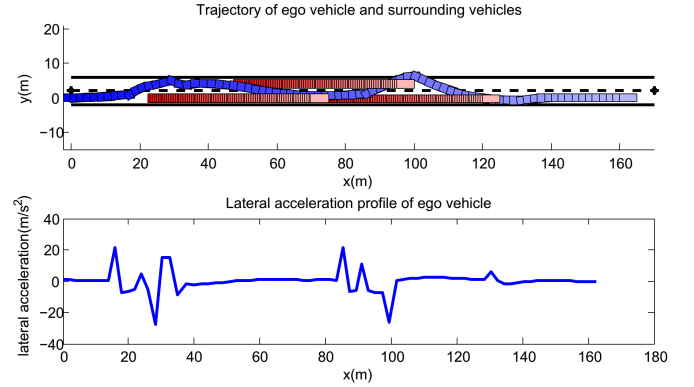 Trajectory of ego vehicle and surrounding vehicles
20
10
0
−10
y(m)
0 20 40 60 80 100 120 140 160
x(m)
Lateral acceleration profile of ego vehicle
40
20
0
−20
−40
lateral acceleration(m/s²)
0 20 40 60 80 100 120 140 160 180
x(m)